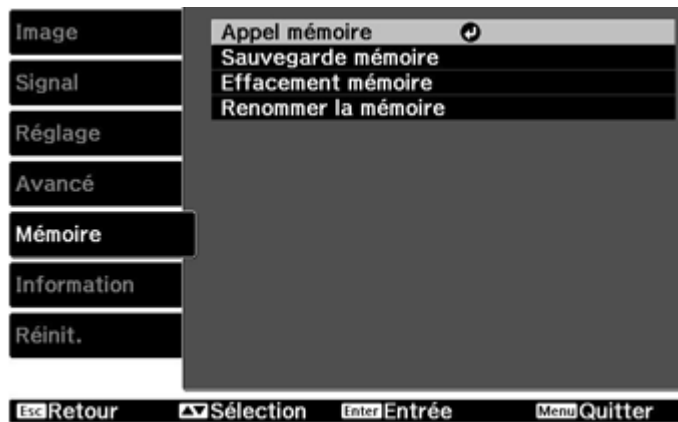 Image
Signal
Réglage
Avancé
Mémoire
Information
Réinit.
Appel mémoire
Sauvegarde mémoire
Effacement mémoire
Renommer la mémoire
Esc Retour Sélection Enter Entrée Menu Quitter